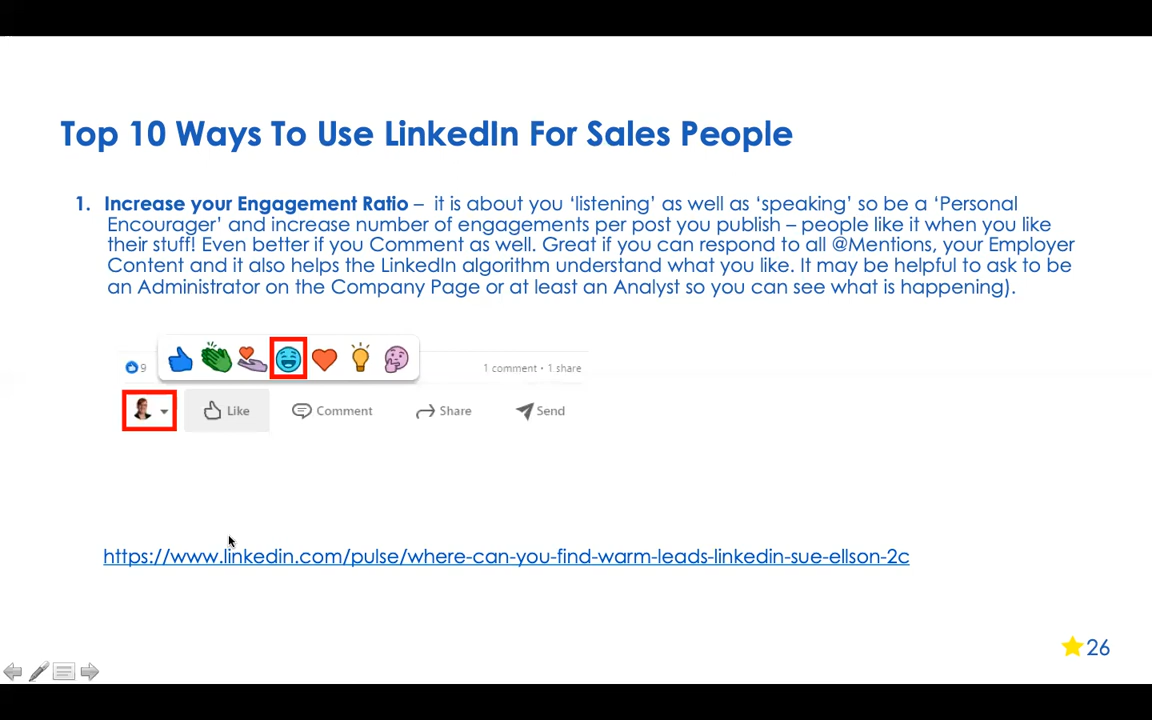 Top 10 Ways To Use LinkedIn For Sales People
1. Increase your Engagement Ratio – it is about you ‘listening’ as well as ‘speaking’ so be a ‘Personal
Encourager’ and increase number of engagements per post you publish – people like it when you like
their stuff! Even better if you Comment as well. Great if you can respond to all @Mentions, your Employer
Content and it also helps the LinkedIn algorithm understand what you like. It may be helpful to ask to be
an Administrator on the Company Page or at least an Analyst so you can see what is happening).
9
1 comment • 1 share
Like Comment Share Send
https://www.linkedin.com/pulse/where-can-you-find-warm-leads-linkedin-sue-ellson-2c
26